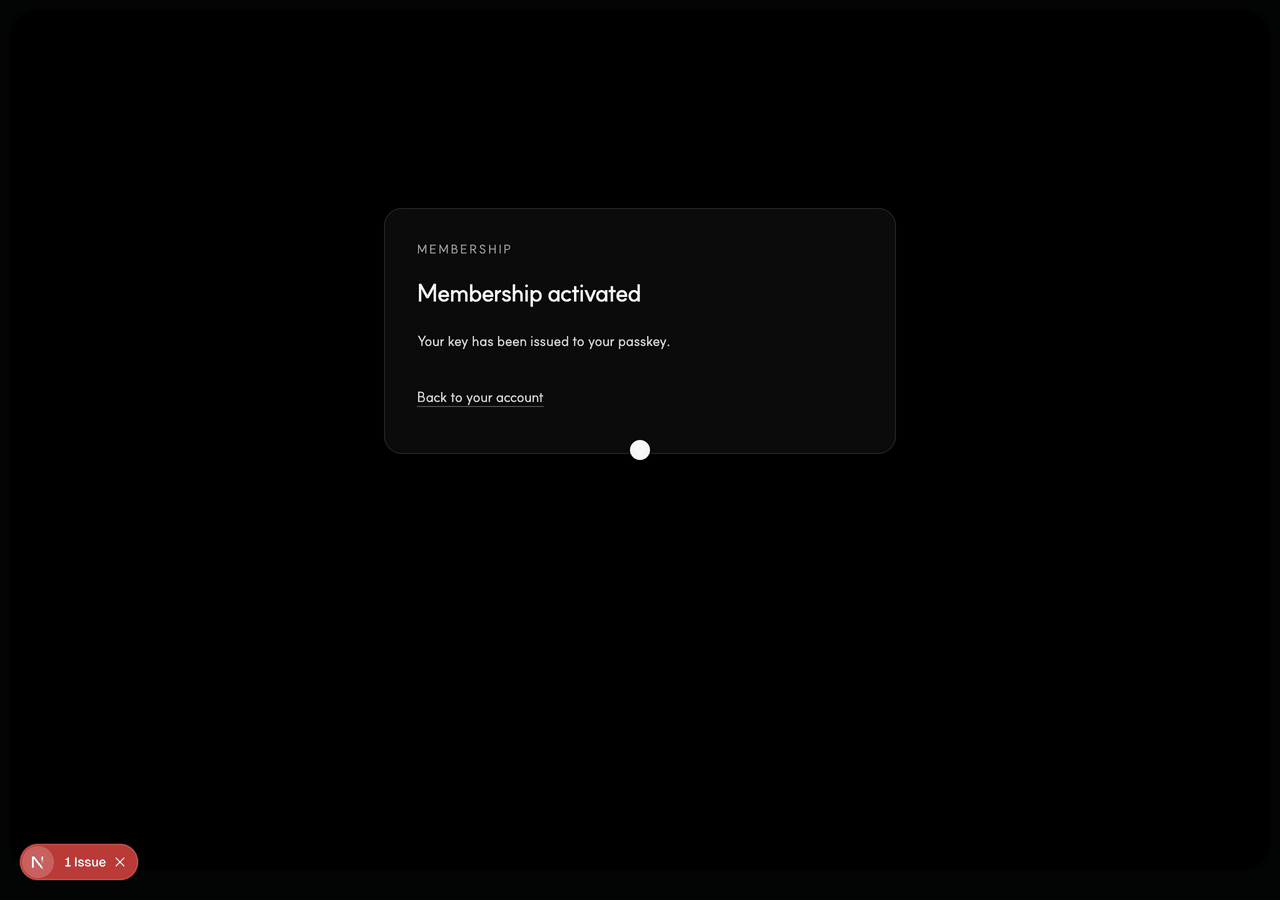 MEMBERSHIP
Membership activated
Your key has been issued to your passkey.
Back to your account
N 1 Issue